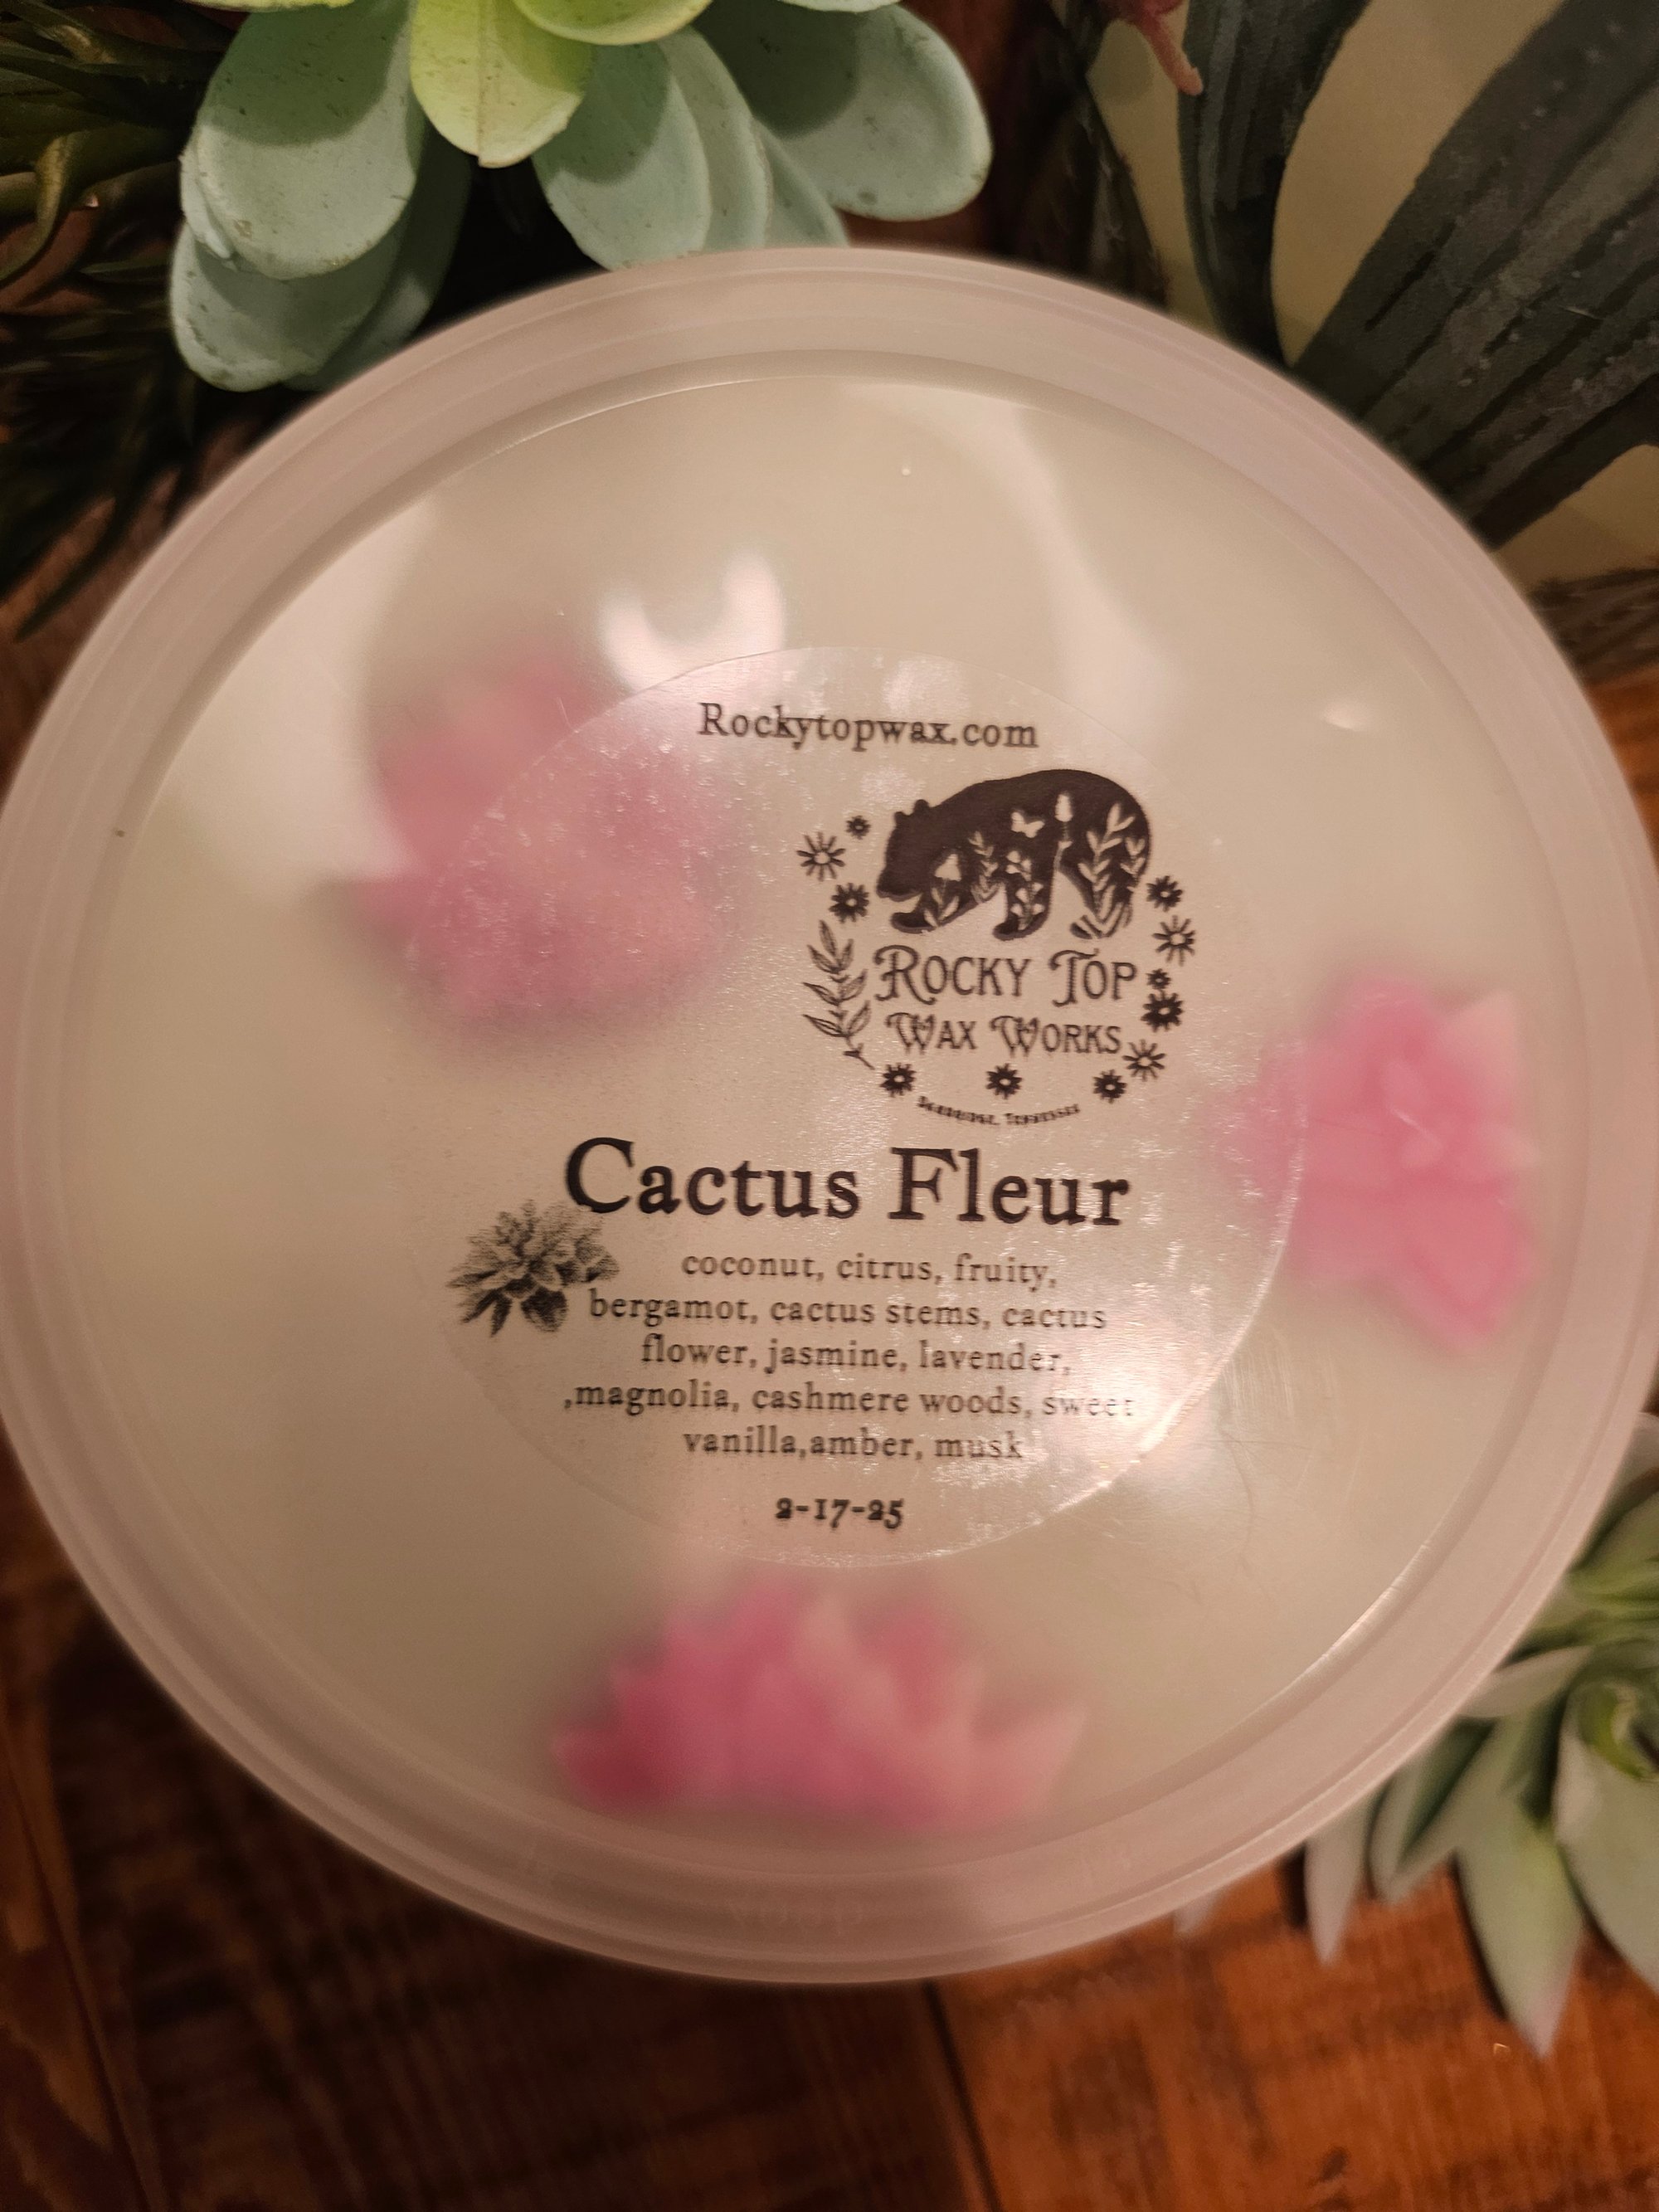 Rockytopwax.com
ROCKY TOP
WAX WORKS
Tennessee
Cactus Fleur
coconut, citrus, fruity,
bergamot, cactus stems, cactus
flower, jasmine, lavender,
,magnolia, cashmere woods, sweet
vanilla,amber, musk
2-17-25